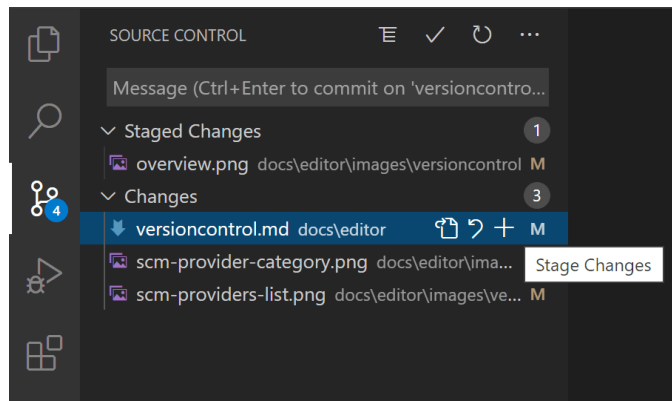 SOURCE CONTROL
Message (Ctrl+Enter to commit on 'versioncontro...
Staged Changes 1
overview.png docs\editor\images\versioncontrol M
Changes 3
4
versioncontrol.md docs\editor M
scm-provider-category.png docs\editor\ima...
Stage Changes
scm-providers-list.png docs\editor\images\ve... M